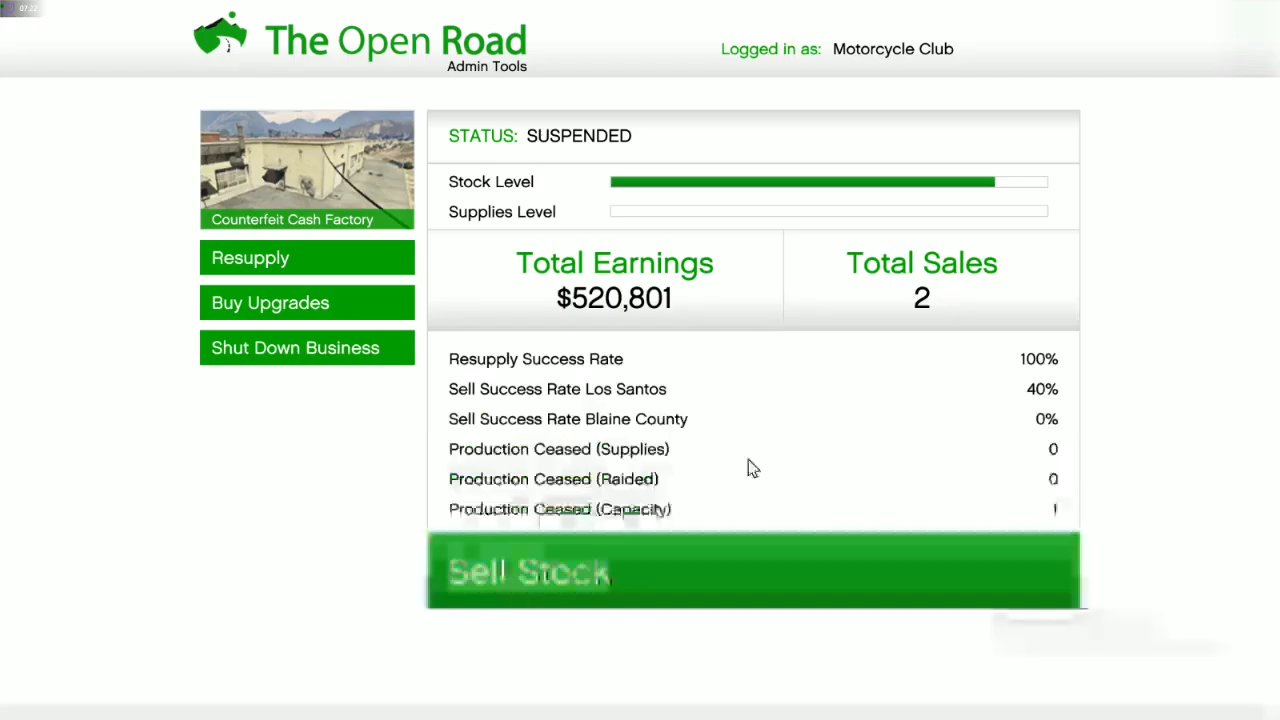 07:22
The Open Road
Admin Tools
Logged in as: Motorcycle Club
Counterfeit Cash Factory
Resupply
Buy Upgrades
Shut Down Business
STATUS: SUSPENDED
Stock Level
Supplies Level
Total Earnings
$520,801
Total Sales
2
Resupply Success Rate 100%
Sell Success Rate Los Santos 40%
Sell Success Rate Blaine County 0%
Production Ceased (Supplies) 0
Production Ceased (Raided) 0
Production Ceased (Capacity) 1
Sell Stock